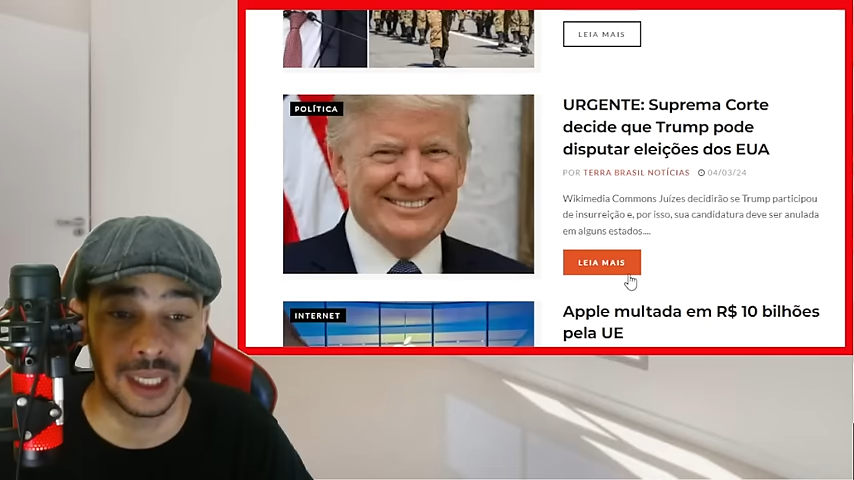 LEIA MAIS
POLÍTICA
URGENTE: Suprema Corte
decide que Trump pode
disputar eleições dos EUA
POR TERRA BRASIL NOTÍCIAS 04/03/24
Wikimedia Commons Juízes decidirão se Trump participou
de insurreição e, por isso, sua candidatura deve ser anulada
em alguns estados....
LEIA MAIS
INTERNET
Apple multada em R$ 10 bilhões
pela UE